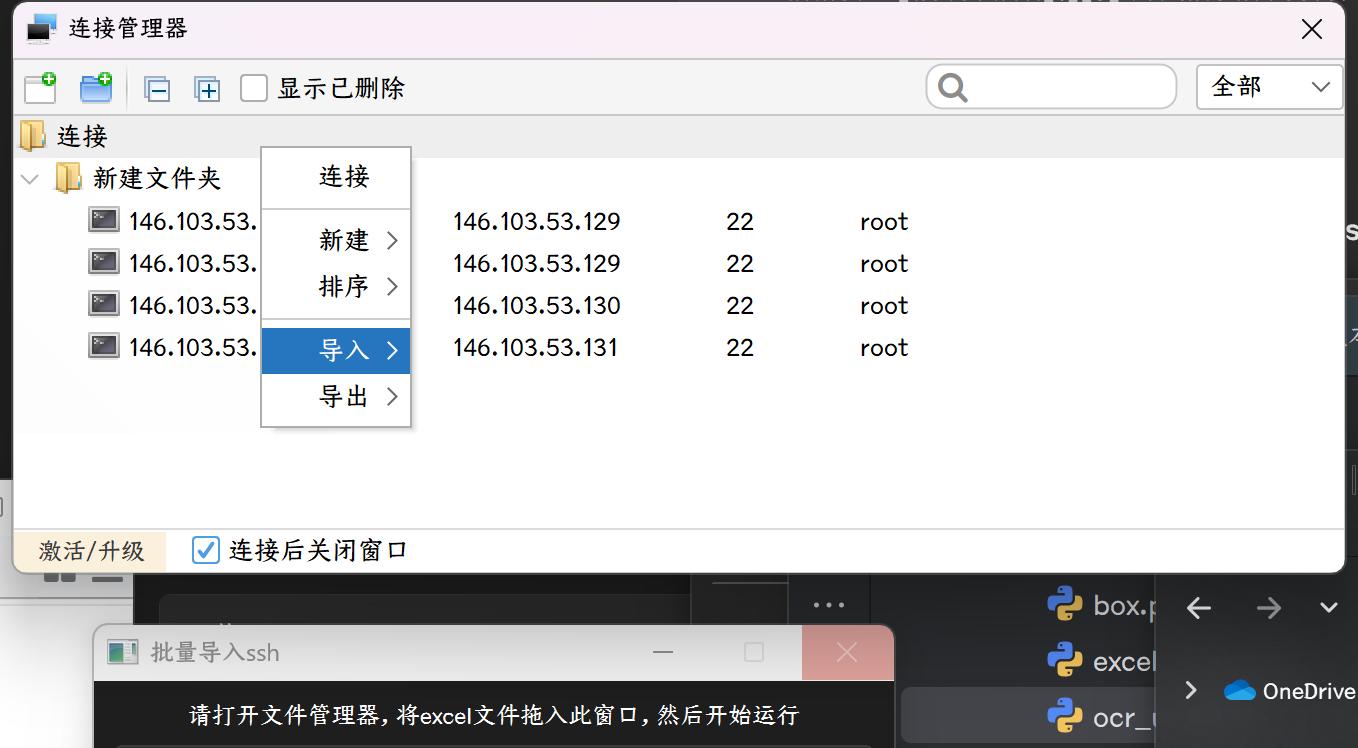 连接管理器
显示已删除
全部
连接
新建文件夹
146.103.53. 146.103.53.129 22 root
146.103.53. 146.103.53.129 22 root
146.103.53. 146.103.53.130 22 root
146.103.53. 146.103.53.131 22 root
连接
新建
排序
导入
导出
激活/升级
连接后关闭窗口
批量导入ssh
请打开文件管理器,将excel文件拖入此窗口,然后开始运行
box.p
excel
ocr_u
OneDrive